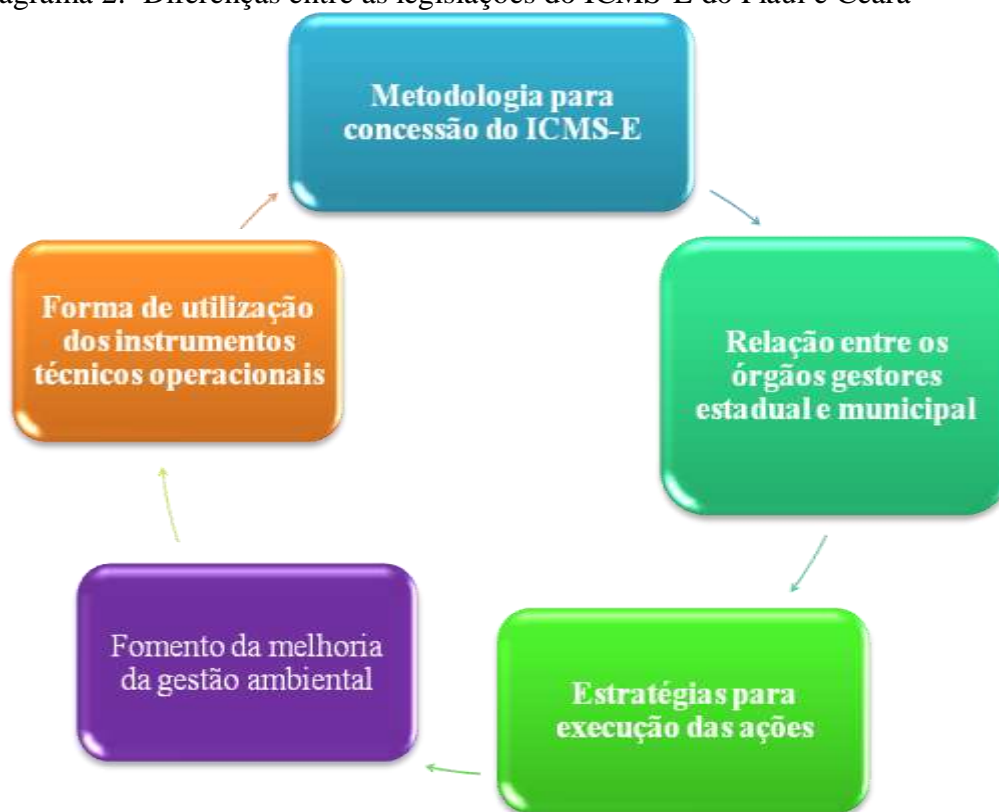 agrama 2: Diferenças entre as legislações do ICMS-E do Piauí e Ceará
Metodologia para
concessão do ICMS-E
Relação entre os
órgãos gestores
estadual e municipal
Estratégias para
execução das ações
Fomento da melhoria
da gestão ambiental
Forma de utilização
dos instrumentos
técnicos operacionais